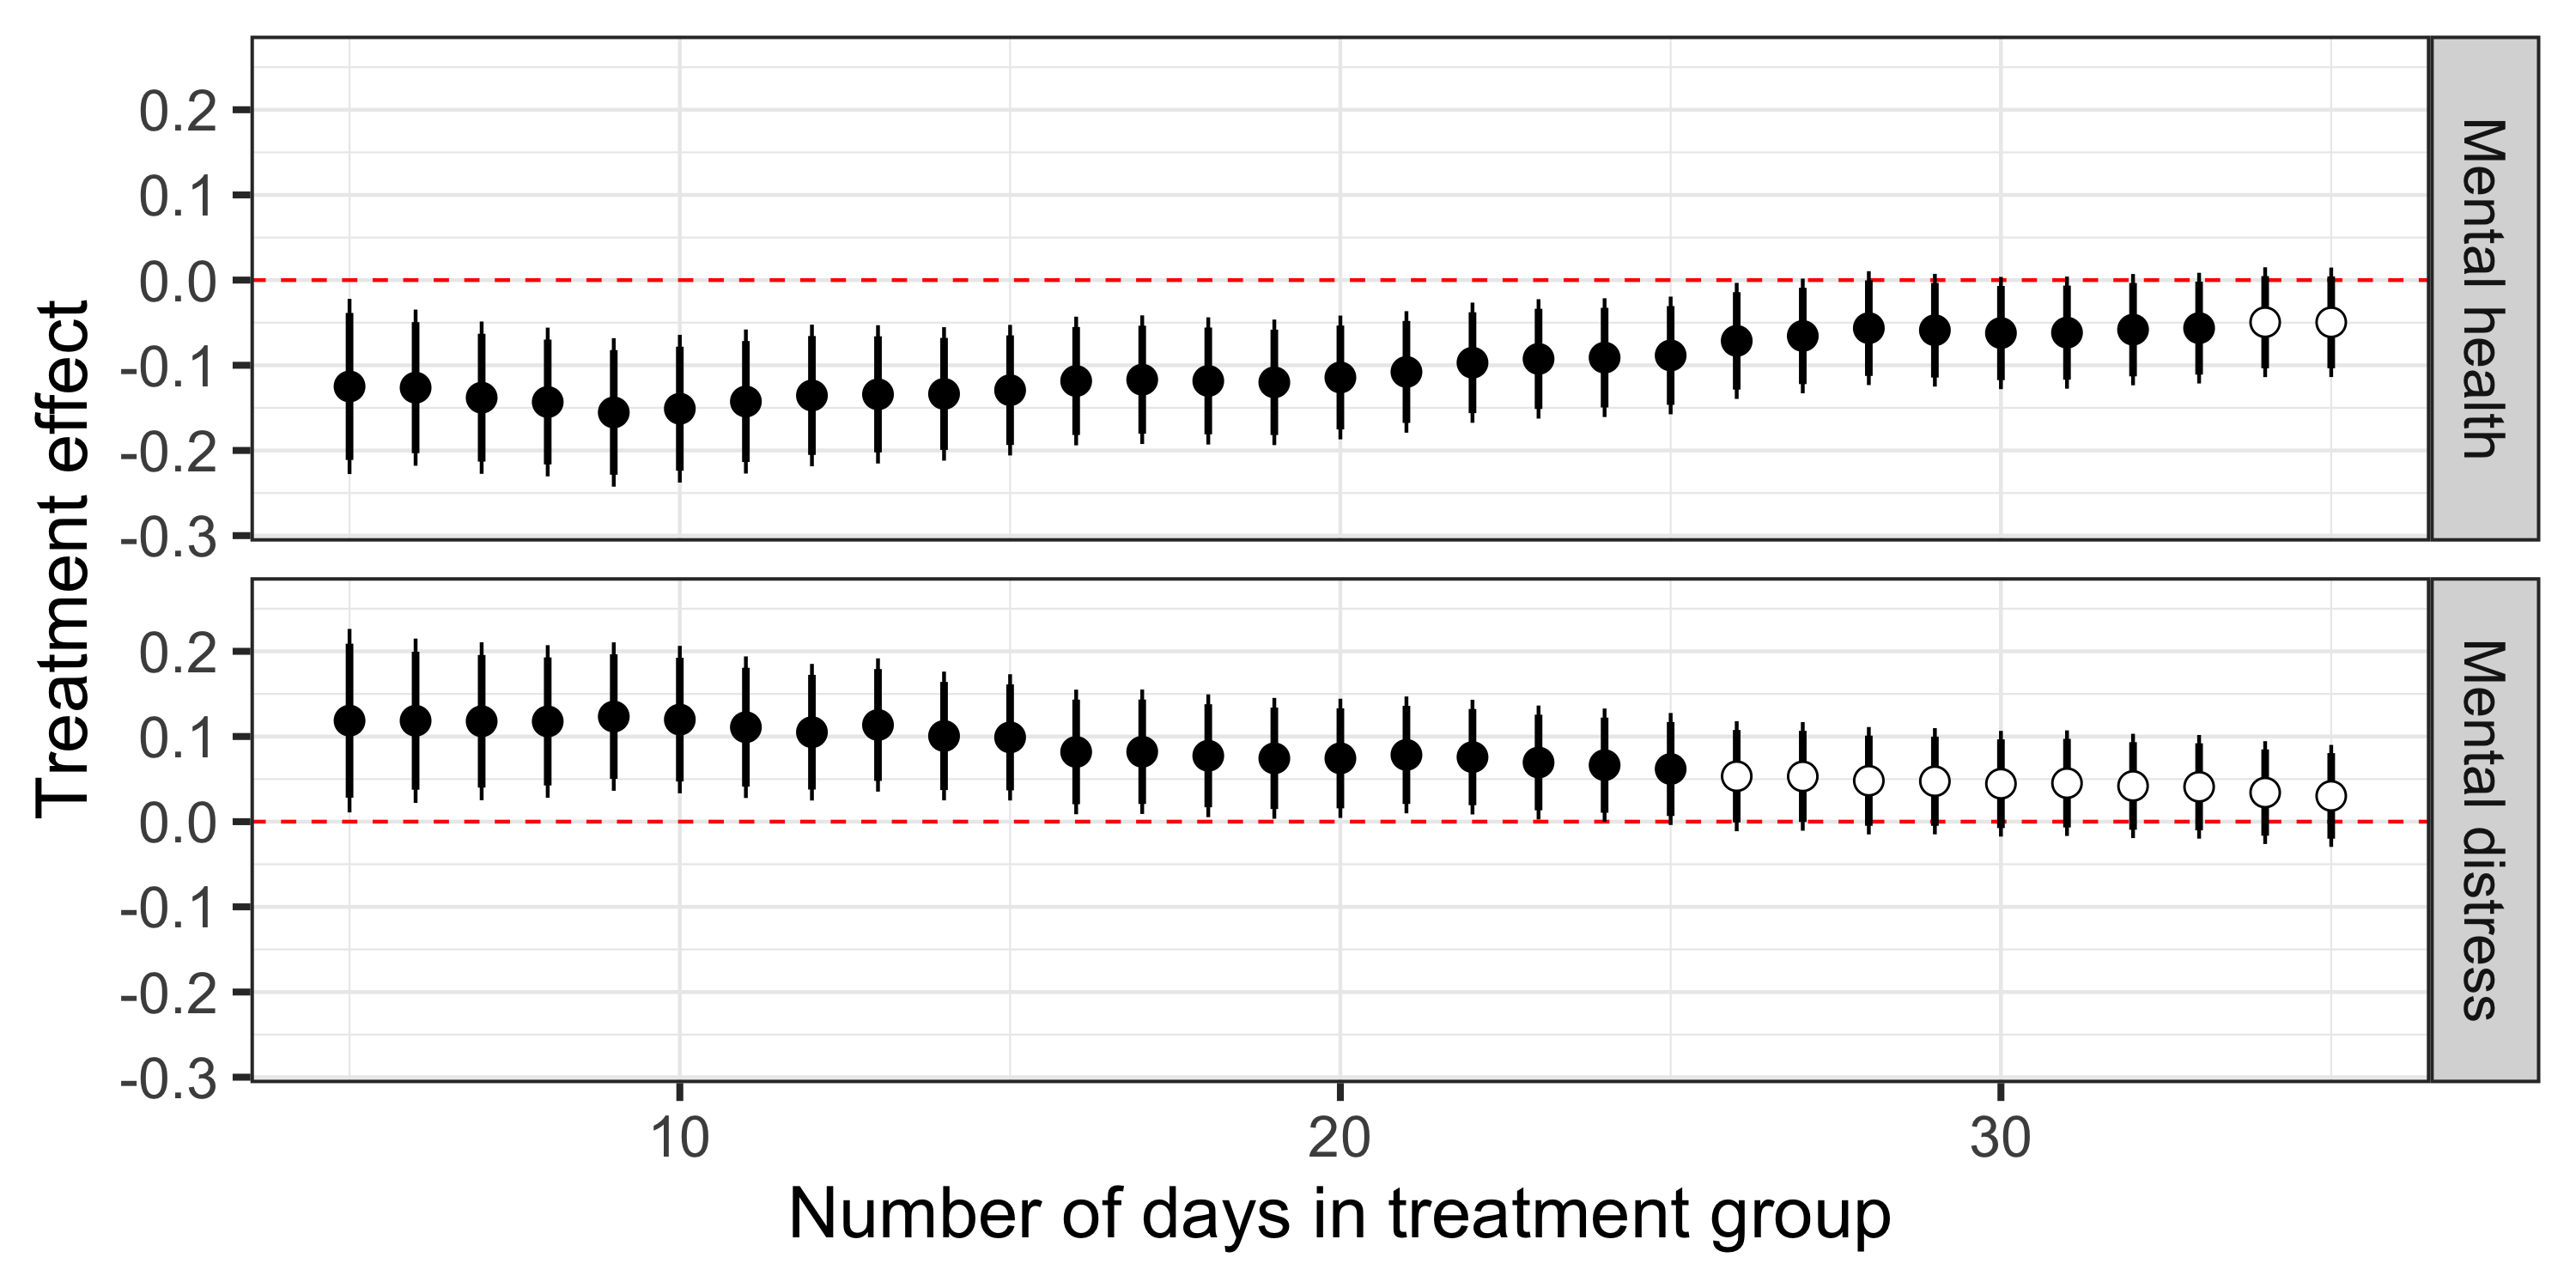 Treatment effect
0.2
0.1
0.0
-0.1
-0.2
-0.3
Mental health
0.2
0.1
0.0
-0.1
-0.2
-0.3
Mental distress
10 20 30
Number of days in treatment group